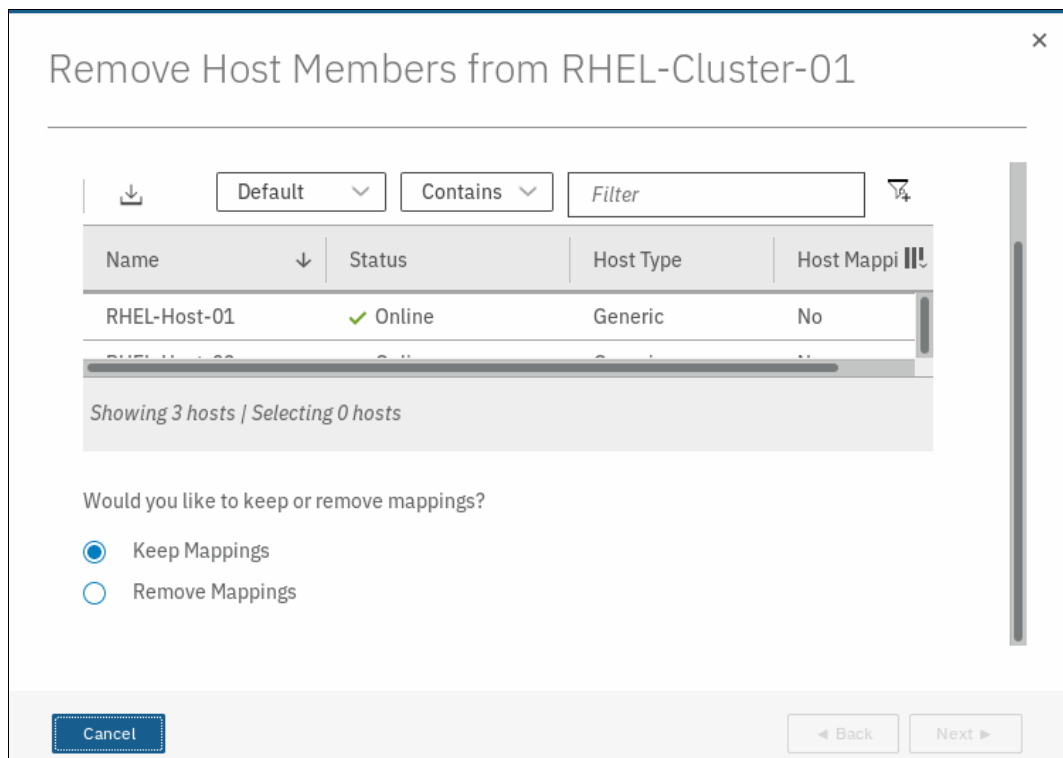 Remove Host Members from RHEL-Cluster-01
Default Contains Filter
Name Status Host Type Host Mappi
RHEL-Host-01 Online Generic No
Showing 3 hosts | Selecting 0 hosts
Would you like to keep or remove mappings?
Keep Mappings
Remove Mappings
Cancel ◄ Back Next ►